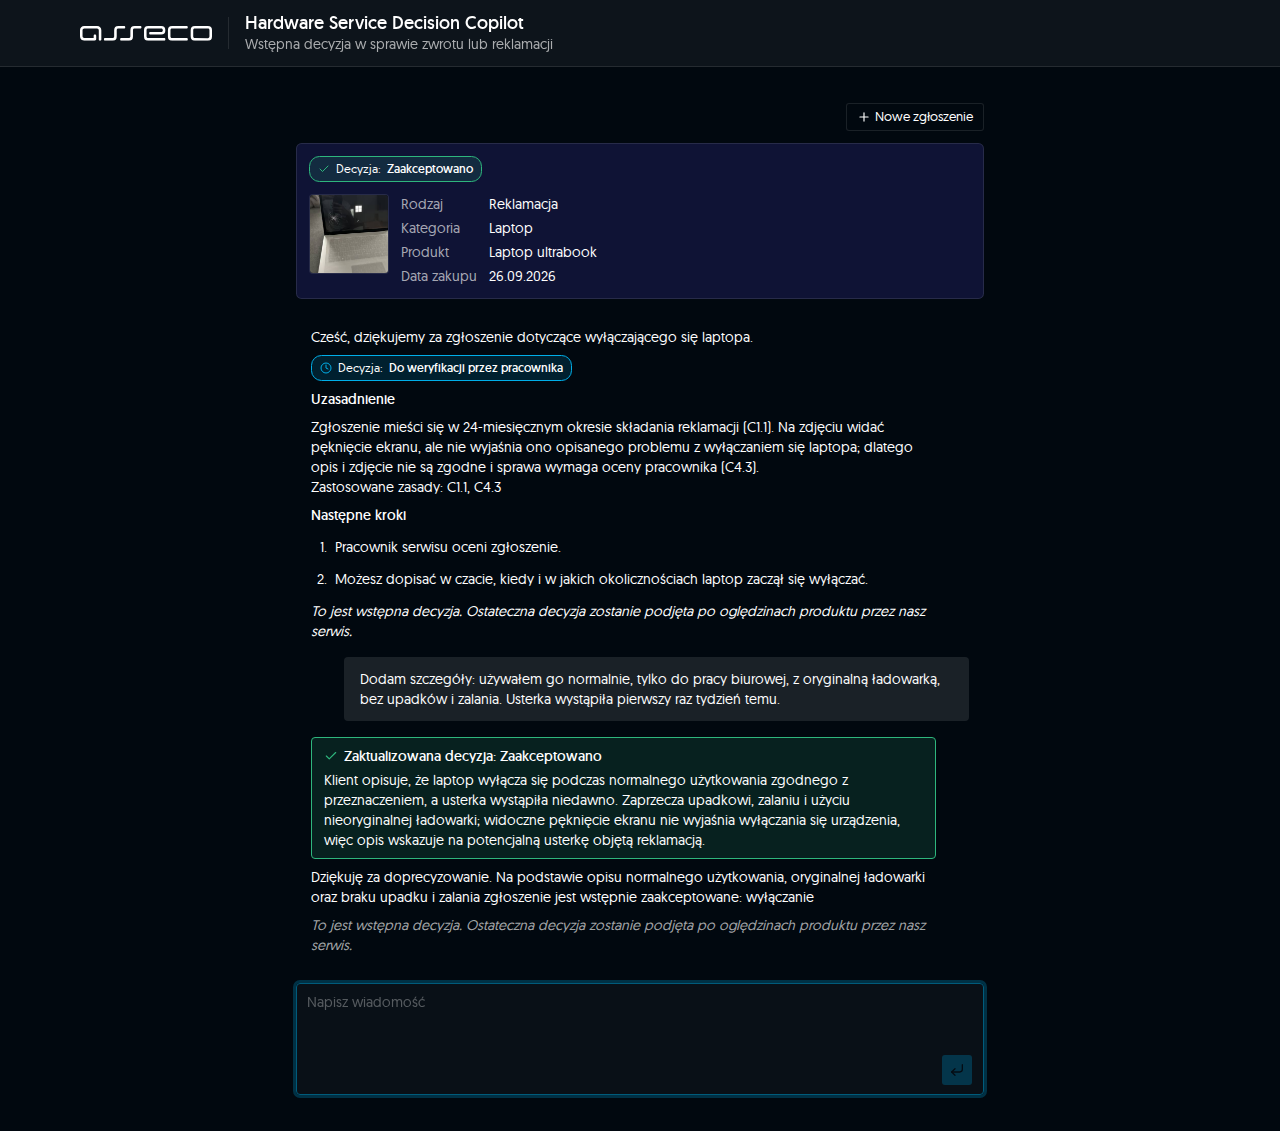 asseco
Hardware Service Decision Copilot
Wstępna decyzja w sprawie zwrotu lub reklamacji
Nowe zgłoszenie
Decyzja: Zaakceptowano
Rodzaj Reklamacja
Kategoria Laptop
Produkt Laptop ultrabook
Data zakupu 26.09.2026
Cześć, dziękujemy za zgłoszenie dotyczące wyłączającego się laptopa.
Decyzja: Do weryfikacji przez pracownika
Uzasadnienie
Zgłoszenie mieści się w 24-miesięcznym okresie składania reklamacji (C1.1). Na zdjęciu widać
pęknięcie ekranu, ale nie wyjaśnia ono opisanego problemu z wyłączaniem się laptopa; dlatego
opis i zdjęcie nie są zgodne i sprawa wymaga oceny pracownika (C4.3).
Zastosowane zasady: C1.1, C4.3
Następne kroki
1. Pracownik serwisu oceni zgłoszenie.
2. Możesz dopisać w czacie, kiedy i w jakich okolicznościach laptop zaczął się wyłączać.
To jest wstępna decyzja. Ostateczna decyzja zostanie podjęta po oględzinach produktu przez nasz
serwis.
Dodam szczegóły: używałem go normalnie, tylko do pracy biurowej, z oryginalną ładowarką,
bez upadków i zalania. Usterka wystąpiła pierwszy raz tydzień temu.
Zaktualizowana decyzja: Zaakceptowano
Klient opisuje, że laptop wyłącza się podczas normalnego użytkowania zgodnego z
przeznaczeniem, a usterka wystąpiła niedawno. Zaprzecza upadkowi, zalaniu i użyciu
nieoryginalnej ładowarki; widoczne pęknięcie ekranu nie wyjaśnia wyłączania się urządzenia,
więc opis wskazuje na potencjalną usterkę objętą reklamacją.
Dziękuję za doprecyzowanie. Na podstawie opisu normalnego użytkowania, oryginalnej ładowarki
oraz braku upadku i zalania zgłoszenie jest wstępnie zaakceptowane: wyłączanie
To jest wstępna decyzja. Ostateczna decyzja zostanie podjęta po oględzinach produktu przez nasz
serwis.
Napisz wiadomość